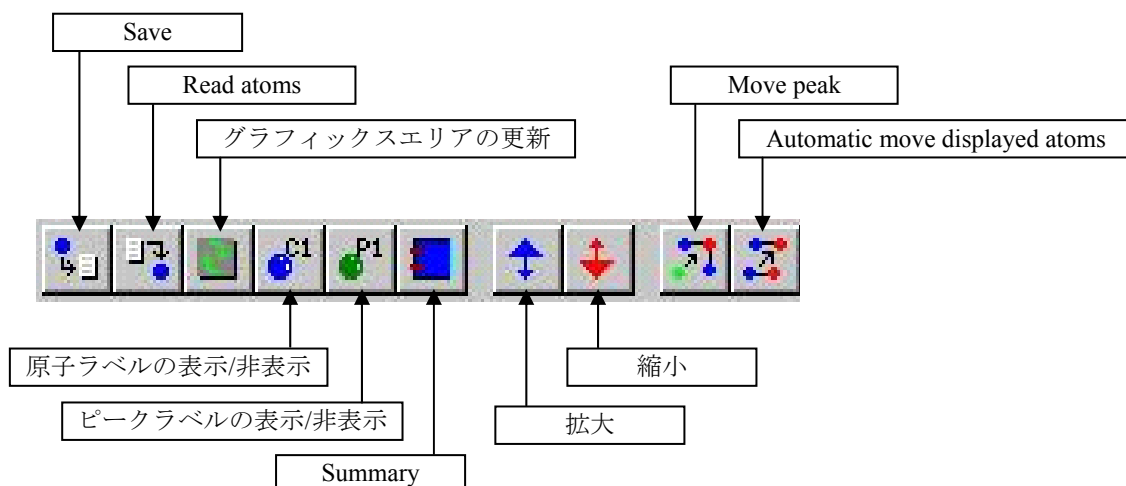 Save
Read atoms
Move peak
グラフィックスエリアの更新
Automatic move displayed atoms
C1
P1
原子ラベルの表示/非表示
縮小
ピークラベルの表示/非表示
拡大
Summary